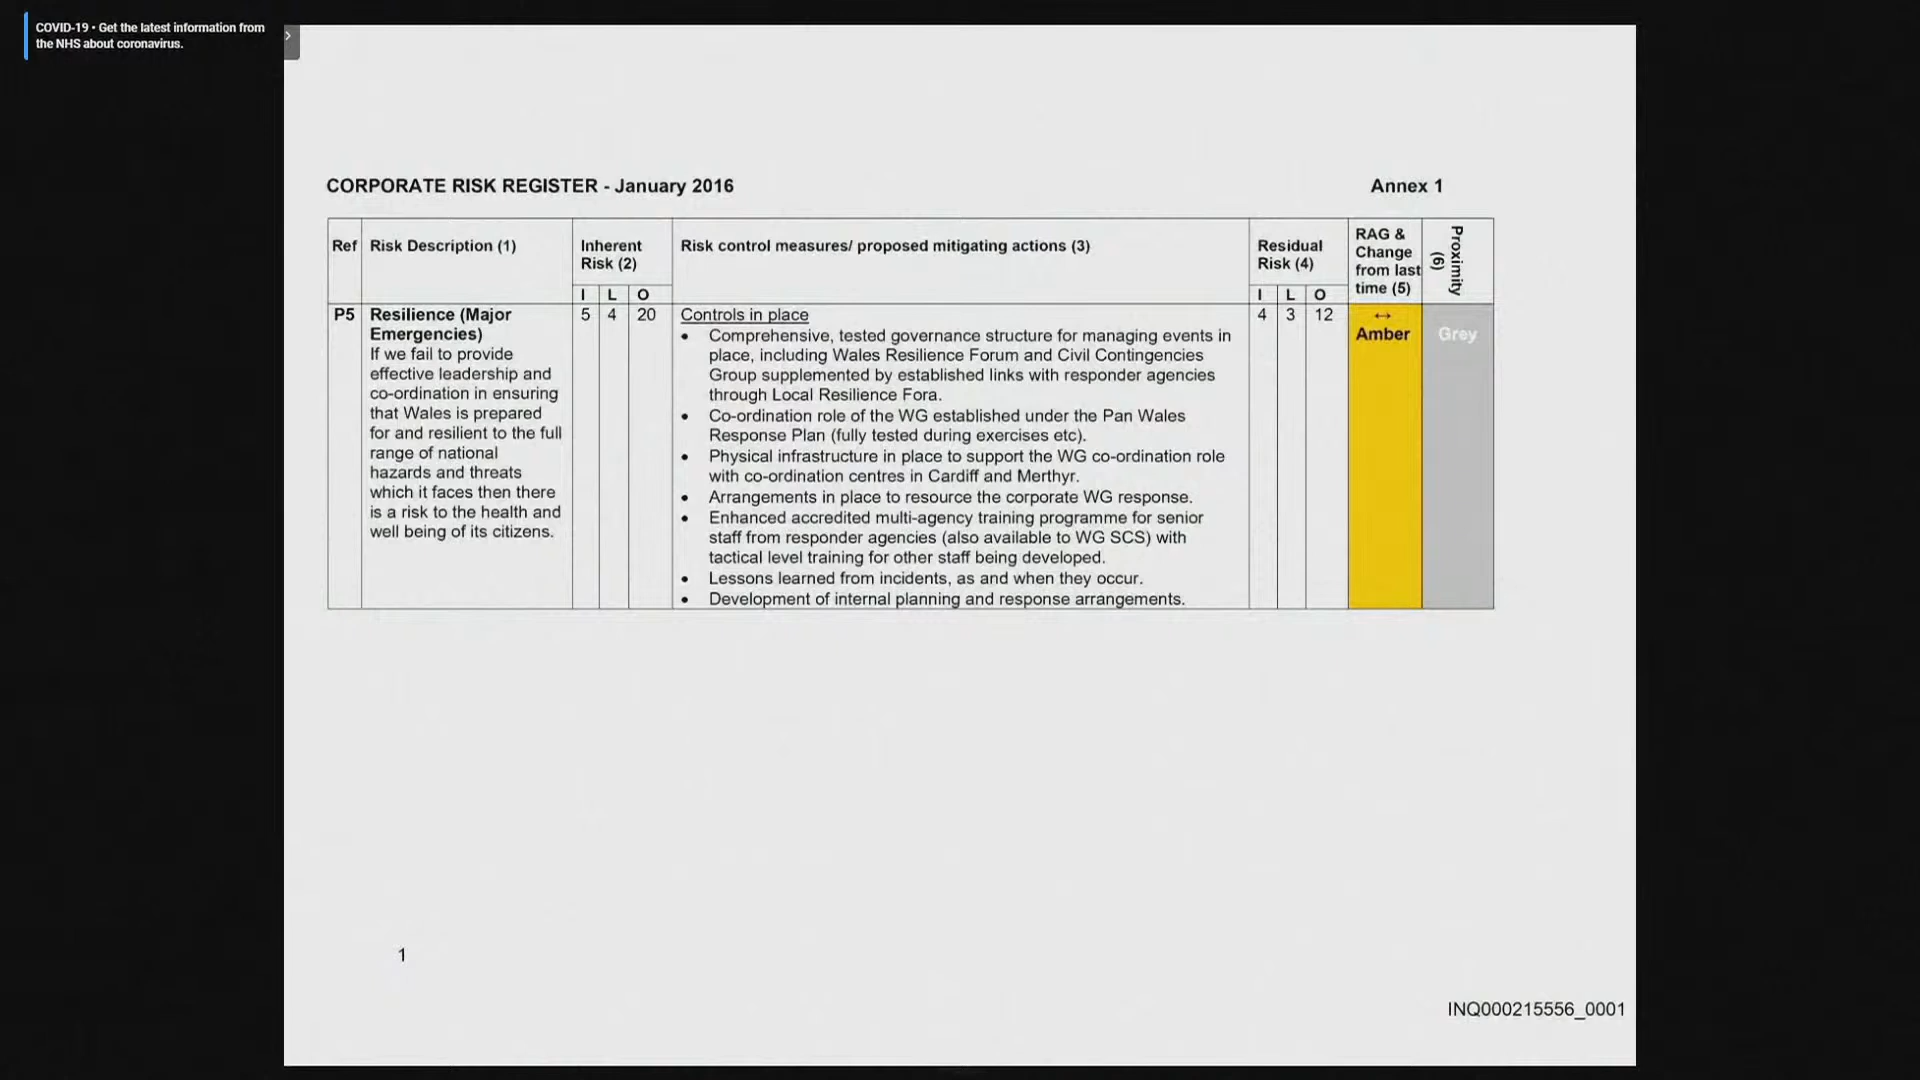 COVID-19 • Get the latest information from
the NHS about coronavirus.
CORPORATE RISK REGISTER - January 2016
Annex 1
Ref
Risk Description (1)
Inherent
Risk (2)
I L O
Risk control measures/ proposed mitigating actions (3)
Residual
Risk (4)
I L O
RAG &
Change
from last
time (5)
Proximity
(6)
P5
Resilience (Major
Emergencies)
If we fail to provide
effective leadership and
co-ordination in ensuring
that Wales is prepared
for and resilient to the full
range of national
hazards and threats
which it faces then there
is a risk to the health and
well being of its citizens.
5 4 20
Controls in place
• Comprehensive, tested governance structure for managing events in
place, including Wales Resilience Forum and Civil Contingencies
Group supplemented by established links with responder agencies
through Local Resilience Fora.
• Co-ordination role of the WG established under the Pan Wales
Response Plan (fully tested during exercises etc).
• Physical infrastructure in place to support the WG co-ordination role
with co-ordination centres in Cardiff and Merthyr.
• Arrangements in place to resource the corporate WG response.
• Enhanced accredited multi-agency training programme for senior
staff from responder agencies (also available to WG SCS) with
tactical level training for other staff being developed.
• Lessons learned from incidents, as and when they occur.
• Development of internal planning and response arrangements.
4 3 12
↔
Amber
Grey
1
INQ000215556_0001